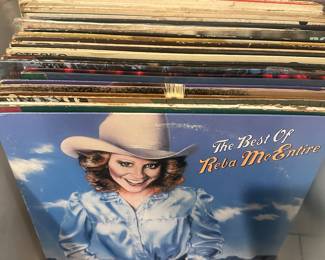 The Best Of
Reba McEntire